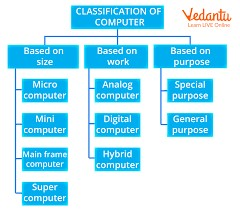 CLASSIFICATION OF
COMPUTER
Vedantu
Learn LIVE Online
Based on
size
Based on
work
Based on
purpose
Micro
computer
Analog
computer
Special
purpose
Mini
computer
Digital
computer
General
purpose
Main frame
computer
Hybrid
computer
Super
computer